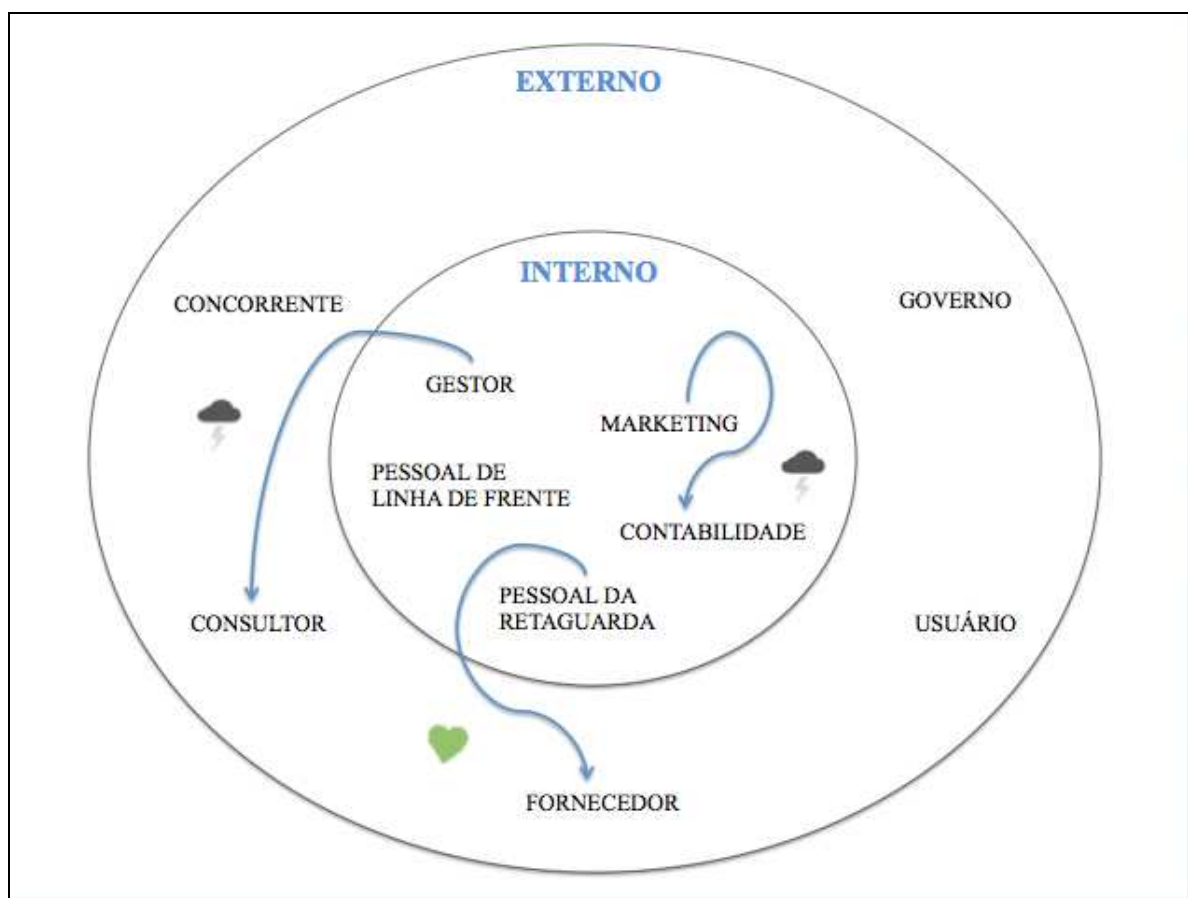 EXTERNO
INTERNO
CONCORRENTE
GOVERNO
GESTOR
MARKETING
PESSOAL DE
LINHA DE FRENTE
CONTABILIDADE
PESSOAL DA
RETAGUARDA
CONSULTOR
USUÁRIO
FORNECEDOR